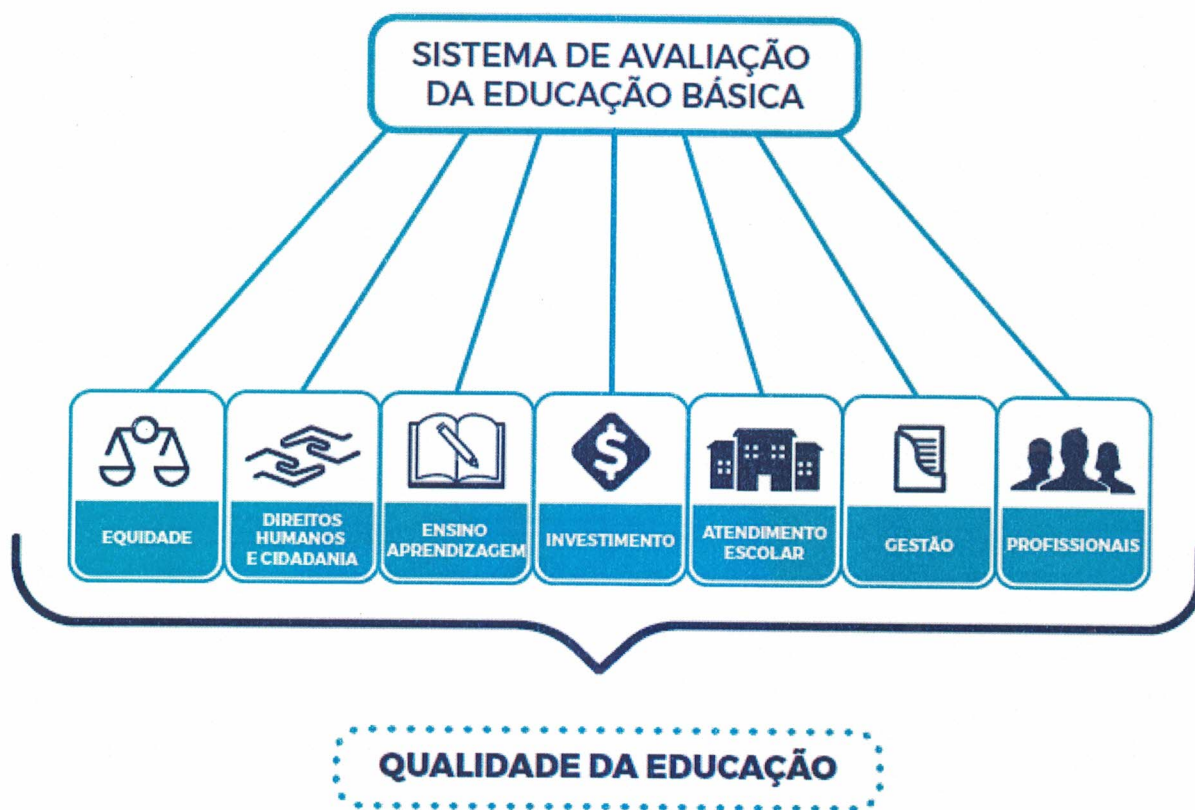 SISTEMA DE AVALIAÇÃO
DA EDUCAÇÃO BÁSICA
EQUIDADE
DIREITOS
HUMANOS
E CIDADANIA
ENSINO
APRENDIZAGEM
INVESTIMENTO
ATENDIMENTO
ESCOLAR
GESTÃO
PROFISSIONAIS
QUALIDADE DA EDUCAÇÃO